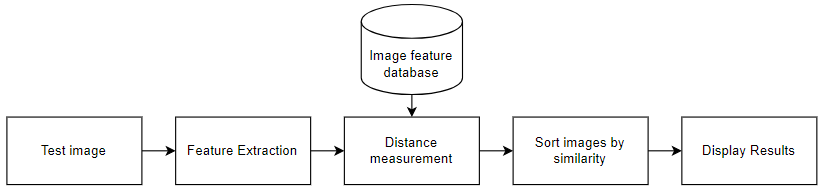 Image feature
database
Test image
Feature Extraction
Distance
measurement
Sort images by
similarity
Display Results